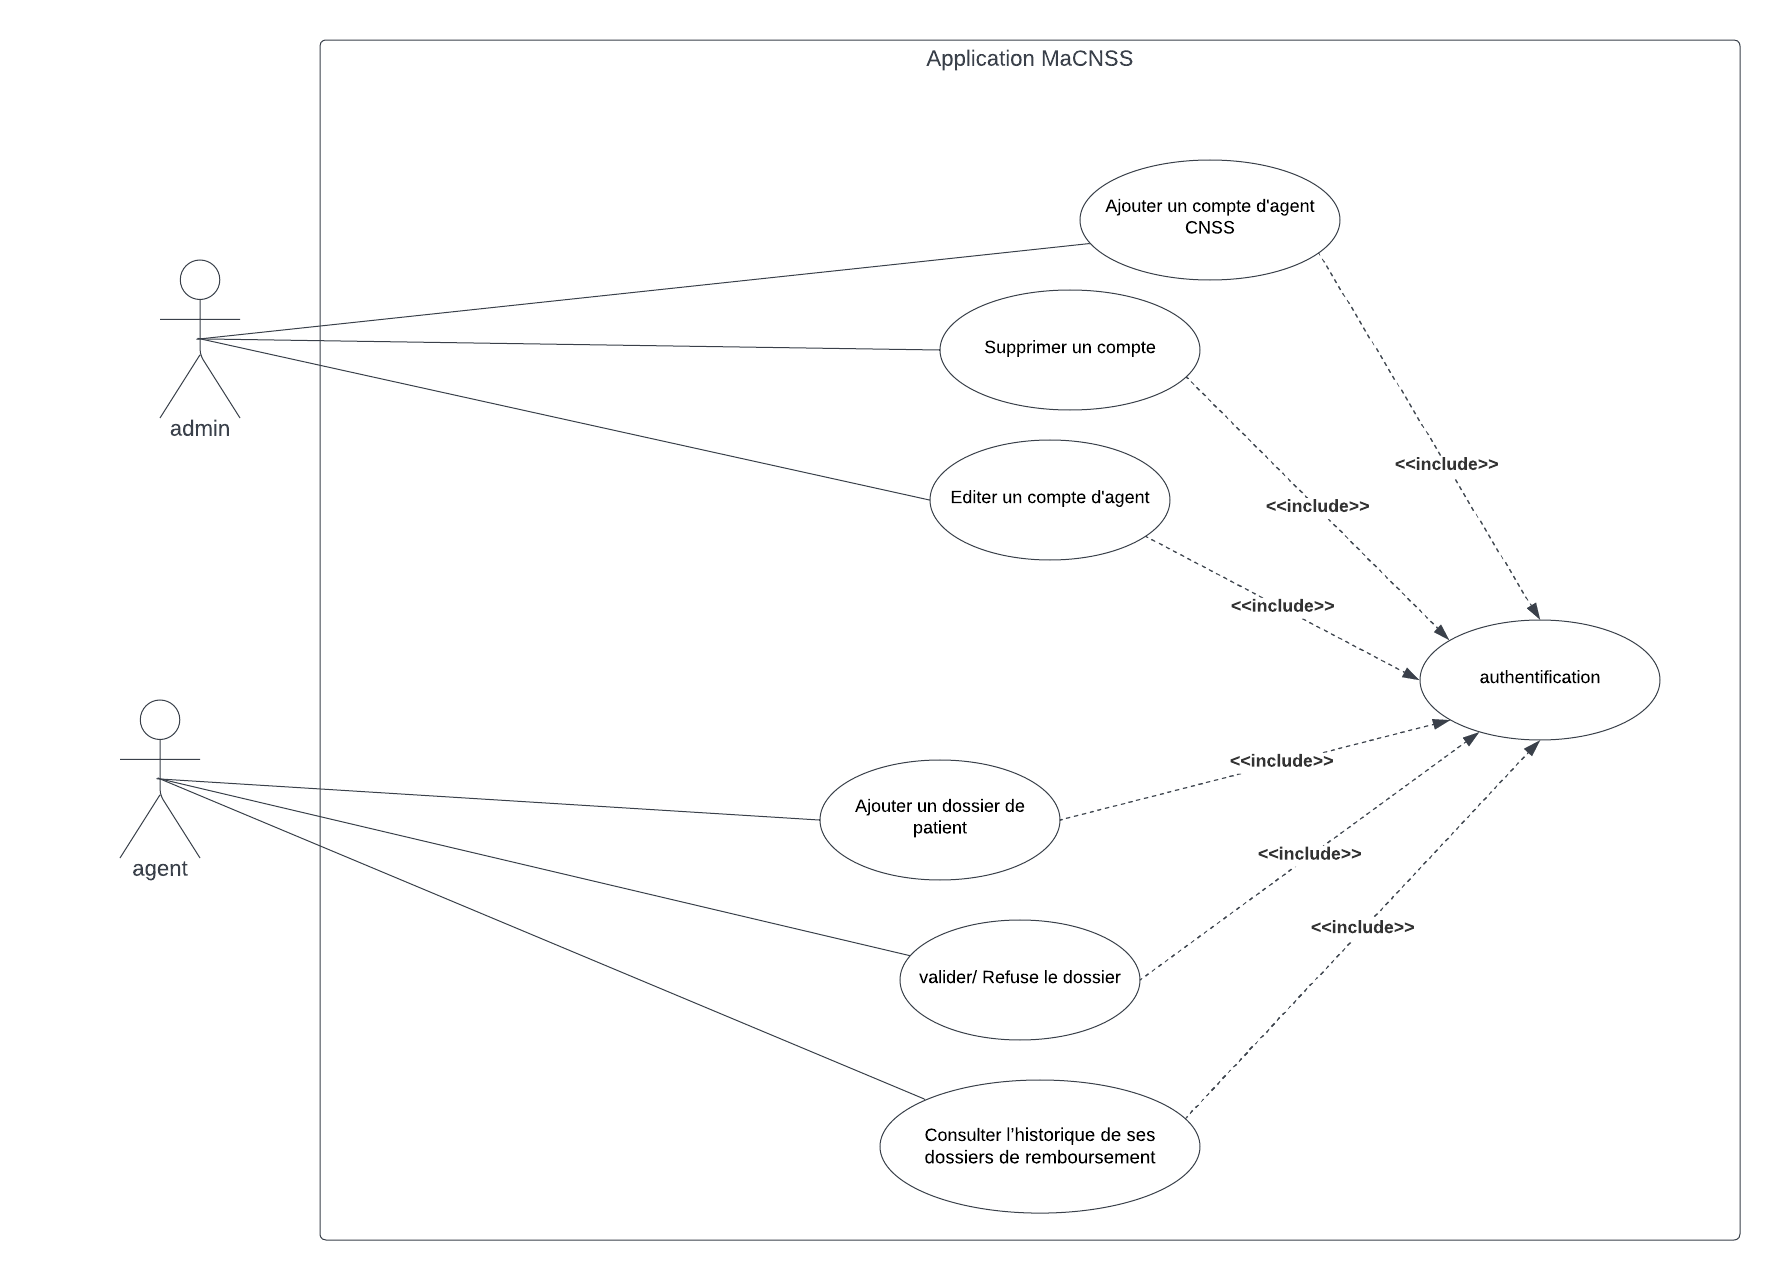 Application MaCNSS
Ajouter un compte d'agent
CNSS
Supprimer un compte
admin
<<include>>
Editer un compte d'agent
<<include>>
<<include>>
authentification
<<include>>
Ajouter un dossier de
patient
<<include>>
agent
<<include>>
valider/ Refuse le dossier
Consulter l’historique de ses
dossiers de remboursement